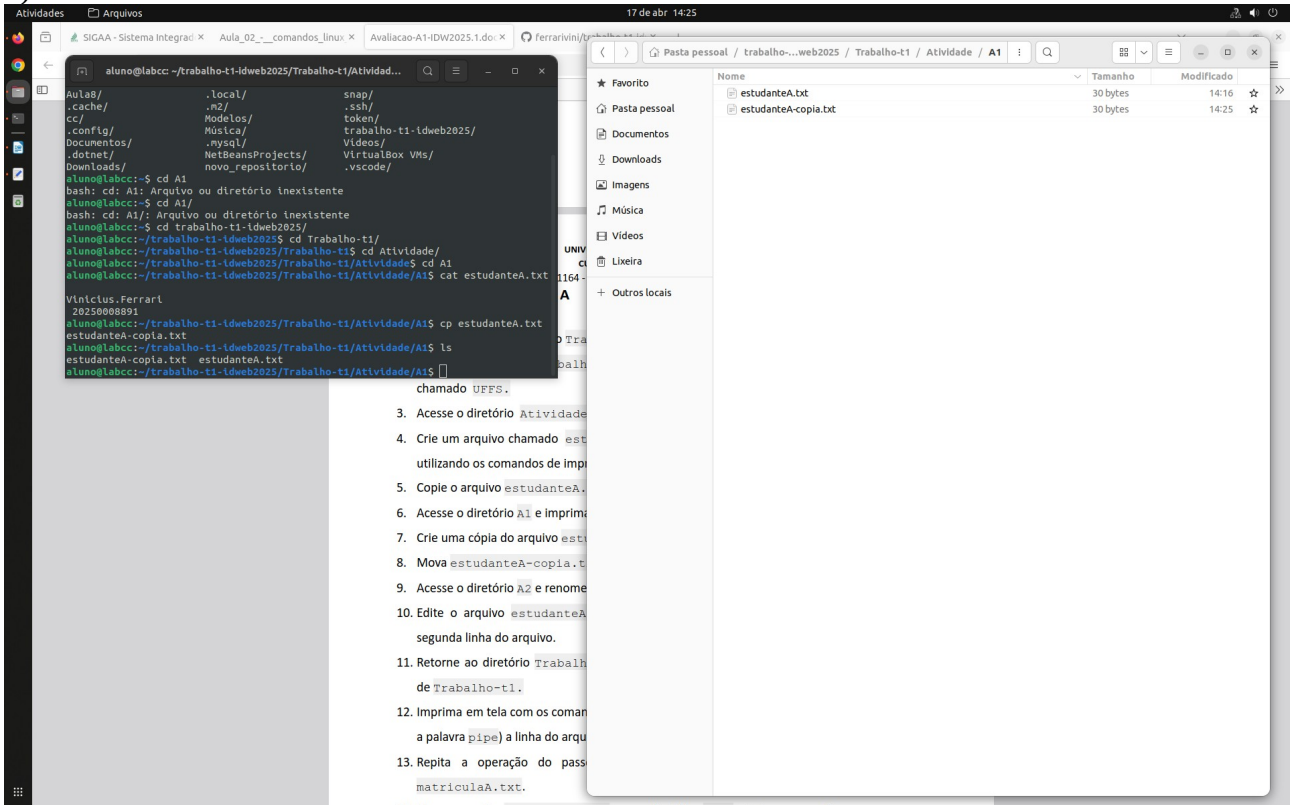 Atividades Arquivos 17 de abr 14:25
SIGAA - Sistema Integrad × Aula_02_-__comandos_linux × Avaliacao-A1-IDW2025.1.do × ferrarivini/
Pasta pessoal / trabalho-...web2025 / Trabalho-t1 / Atividade / A1
aluno@labcc: ~/trabalho-t1-idweb2025/Trabalho-t1/Atividad...
Aula8/ .local/ snap/
.cache/ .m2/ .ssh/
cc/ Modelos/ token/
.config/ Música/ trabalho-t1-idweb2025/
Documentos/ .mysql/ Vídeos/
.dotnet/ NetBeansProjects/ VirtualBox VMs/
Downloads/ novo_repositorio/ .vscode/
aluno@labcc:~$ cd A1
bash: cd: A1: Arquivo ou diretório inexistente
aluno@labcc:~$ cd A1/
bash: cd: A1/: Arquivo ou diretório inexistente
aluno@labcc:~$ cd trabalho-t1-idweb2025/
aluno@labcc:~/trabalho-t1-idweb2025$ cd Trabalho-t1/
aluno@labcc:~/trabalho-t1-idweb2025/Trabalho-t1$ cd Atividade/
aluno@labcc:~/trabalho-t1-idweb2025/Trabalho-t1/Atividade$ cd A1
aluno@labcc:~/trabalho-t1-idweb2025/Trabalho-t1/Atividade/A1$ cat estudanteA.txt
Vinicius.Ferrari
20250008891
aluno@labcc:~/trabalho-t1-idweb2025/Trabalho-t1/Atividade/A1$ cp estudanteA.txt
estudanteA-copia.txt
aluno@labcc:~/trabalho-t1-idweb2025/Trabalho-t1/Atividade/A1$ ls
estudanteA-copia.txt estudanteA.txt
aluno@labcc:~/trabalho-t1-idweb2025/Trabalho-t1/Atividade/A1$
UNIV
1164 -
A
Tra
balh
chamado UFFS.
3. Acesse o diretório Atividade
4. Crie um arquivo chamado est
utilizando os comandos de impr
5. Copie o arquivo estudanteA.
6. Acesse o diretório A1 e imprima
7. Crie uma cópia do arquivo estu
8. Mova estudanteA-copia.t
9. Acesse o diretório A2 e renome
10. Edite o arquivo estudanteA
segunda linha do arquivo.
11. Retorne ao diretório Trabalh
de Trabalho-t1.
12. Imprima em tela com os coman
a palavra pipe) a linha do arqu
13. Repita a operação do pass
matriculaA.txt.
Favorito
Pasta pessoal
Documentos
Downloads
Imagens
Música
Vídeos
Lixeira
+ Outros locais
Nome Tamanho Modificado
estudanteA.txt 30 bytes 14:16
estudanteA-copia.txt 30 bytes 14:25